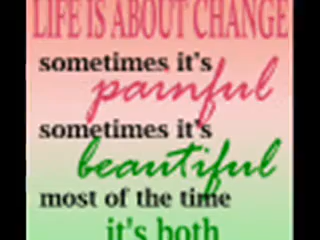 LIFE IS ABOUT CHANGE
sometimes it's
painful
sometimes it's
beautiful
most of the time
it's both